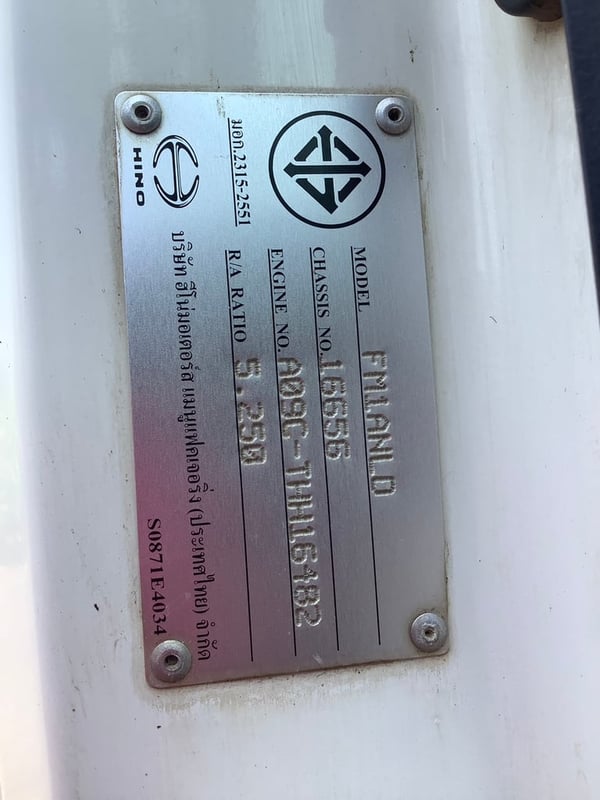 มอก.2315-2551
MODEL FM1ANLD
CHASSIS NO. 16656
ENGINE NO. A09C-THH16482
R/A RATIO 5.250
HINO
บริษัท ฮีโน่มอเตอร์ส แมนูแฟคเจอริ่ง (ประเทศไทย) จำกัด
S0871E4034